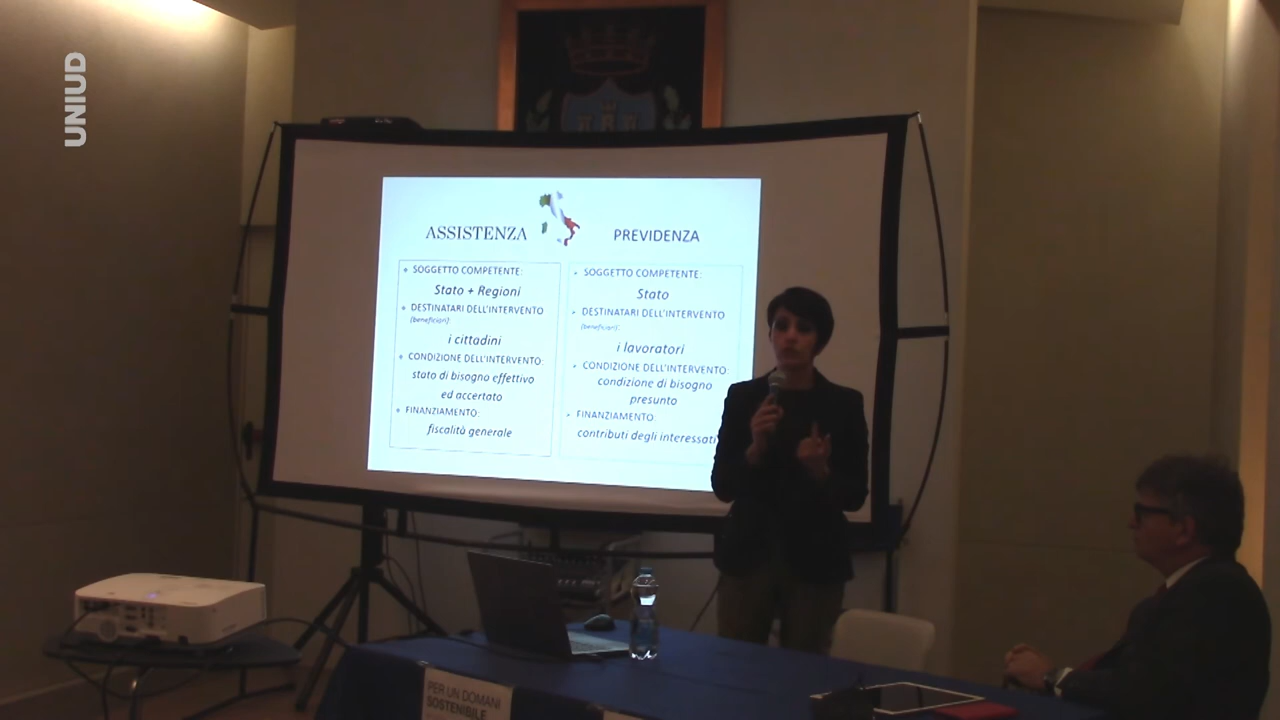 UNIUD
ASSISTENZA
SOGGETTO COMPETENTE:
Stato + Regioni
DESTINATARI DELL'INTERVENTO
(beneficiari):
i cittadini
CONDIZIONE DELL'INTERVENTO:
stato di bisogno effettivo
ed accertato
FINANZIAMENTO:
fiscalità generale
PREVIDENZA
SOGGETTO COMPETENTE:
Stato
DESTINATARI DELL'INTERVENTO
(beneficiari):
i lavoratori
CONDIZIONE DELL'INTERVENTO:
condizione di bisogno
presunto
FINANZIAMENTO:
contributi degli interessati
PER UN DOMANI
SOSTENIBILE